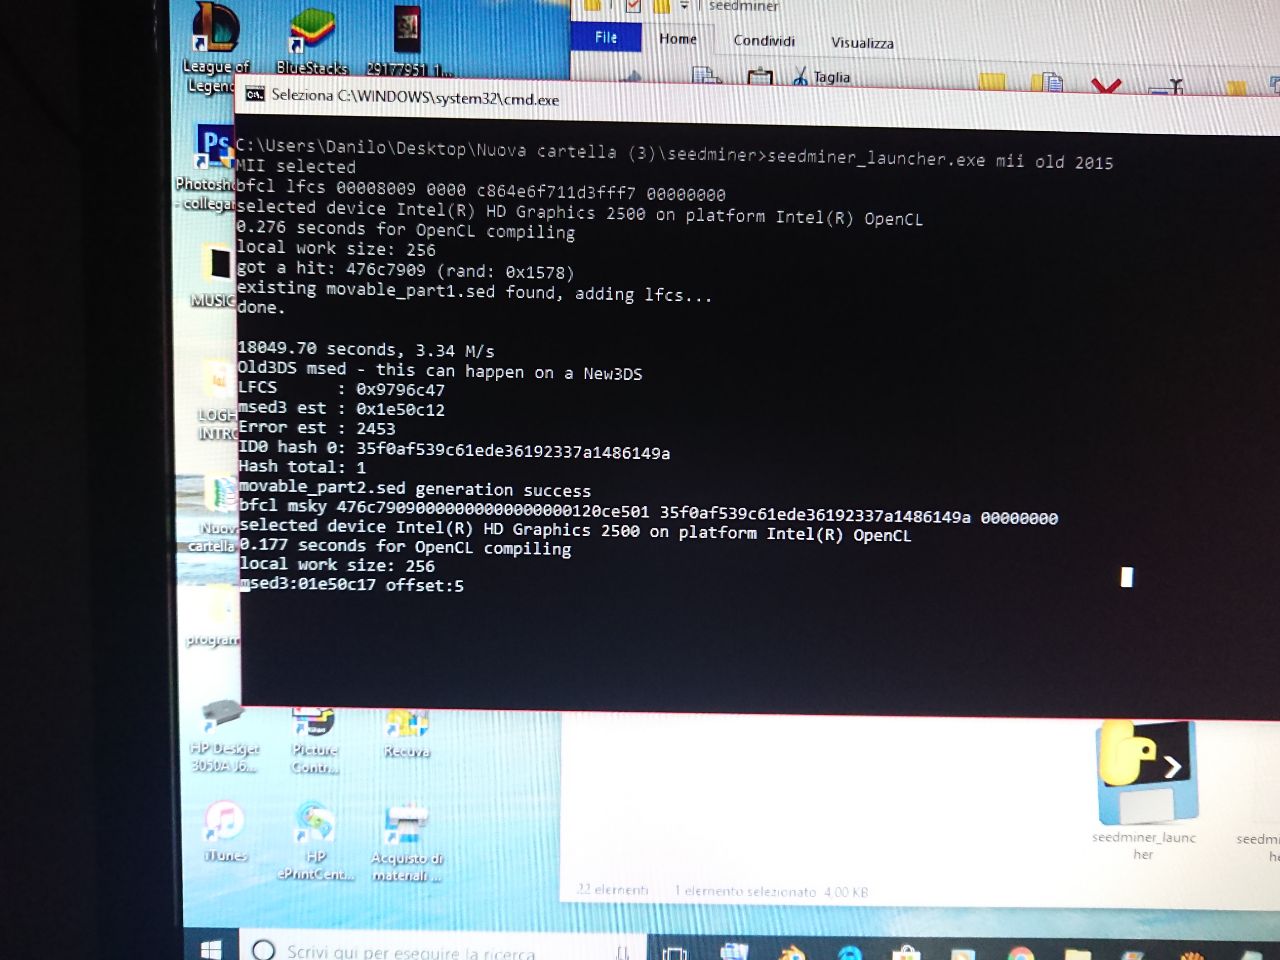 seedminer
File Home Condividi Visualizza
Taglia
League of
Legen
BlueStacks
29177951_1...
Seleziona C:\WINDOWS\system32\cmd.exe
C:\Users\Danilo\Desktop\Nuova cartella (3)\seedminer>seedminer_launcher.exe mii old 2015
MII selected
bfcl lfcs 00008009 0000 c864e6f711d3fff7 00000000
selected device Intel(R) HD Graphics 2500 on platform Intel(R) OpenCL
0.276 seconds for OpenCL compiling
local work size: 256
got a hit: 476c7909 (rand: 0x1578)
existing movable_part1.sed found, adding lfcs...
done.
18049.70 seconds, 3.34 M/s
Old3DS msed - this can happen on a New3DS
LFCS : 0x9796c47
msed3 est : 0x1e50c12
Error est : 2453
ID0 hash 0: 35f0af539c61ede36192337a1486149a
Hash total: 1
movable_part2.sed generation success
bfcl msky 476c79090000000000000000120ce501 35f0af539c61ede36192337a1486149a 00000000
selected device Intel(R) HD Graphics 2500 on platform Intel(R) OpenCL
0.177 seconds for OpenCL compiling
local work size: 256
msed3:01e50c17 offset:5
Ps
Photosh
- collegar
MUSIC
LOGH
INTRO
Nuov
cartella
program
HP Deskjet
3050A J6...
Picture
Contr...
Recuva
iTunes
HP
ePrintCent...
Acquisto di
materiali ...
seedminer_launc
her
seedmi
he
22 elementi 1 elemento selezionato 4,00 KB
Scrivi qui per eseguire la ricerca